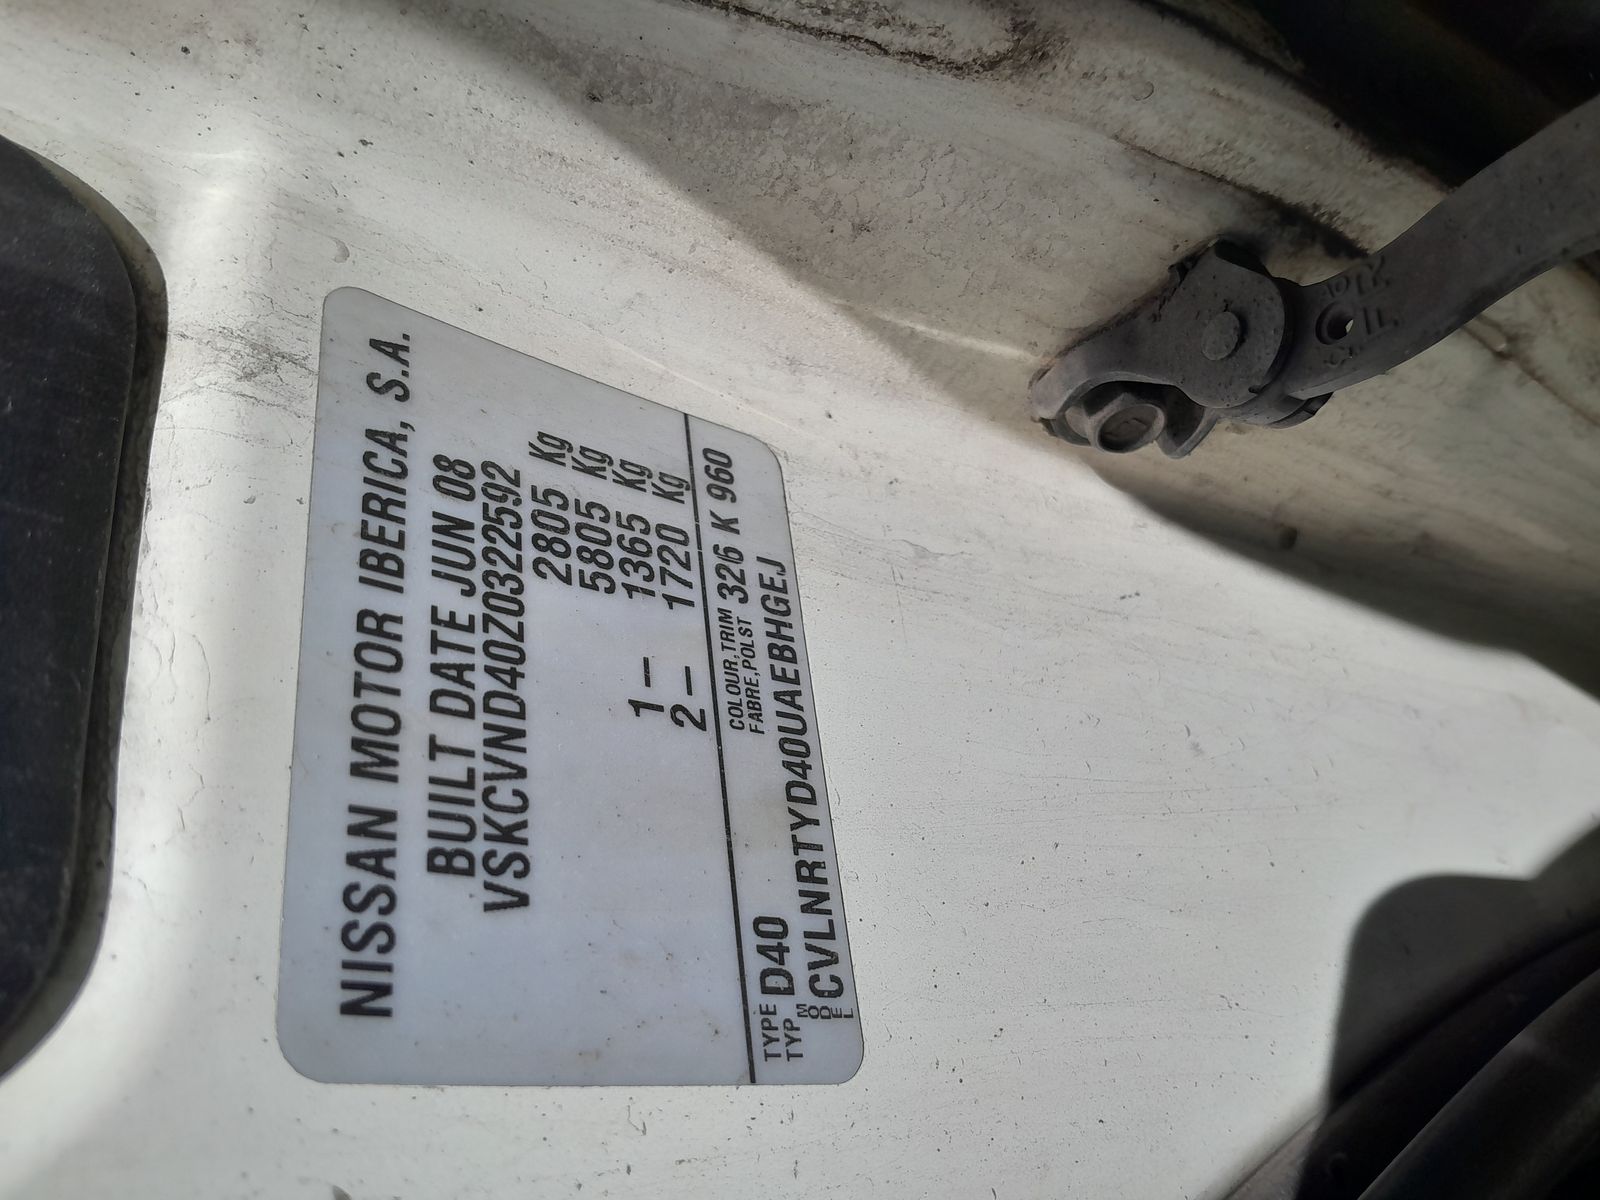 NISSAN MOTOR IBERICA, S.A.
BUILT DATE JUN 08
VSKCVND40Z0322592
2805 Kg
5805 Kg
1 — 1365 Kg
2 — 1720 Kg
TYPE TYP D40 COLOUR,TRIM FABRE,POLST 326 K 960
MODEL CVLNRTYD40UAEBHGEJ